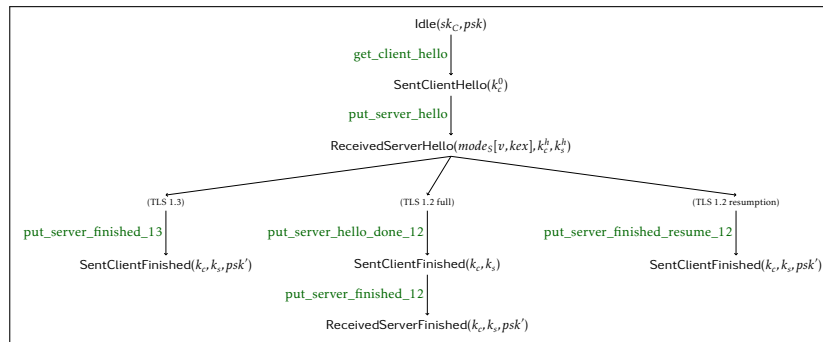 Idle(sk_C, psk)
get_client_hello
SentClientHello(k_c^0)
put_server_hello
ReceivedServerHello(mode_S[v, kex], k_c^h, k_s^h)
(TLS 1.3) (TLS 1.2 full) (TLS 1.2 resumption)
put_server_finished_13 put_server_hello_done_12 put_server_finished_resume_12
SentClientFinished(k_c, k_s, psk′) SentClientFinished(k_c, k_s) SentClientFinished(k_c, k_s, psk′)
put_server_finished_12
ReceivedServerFinished(k_c, k_s, psk′)